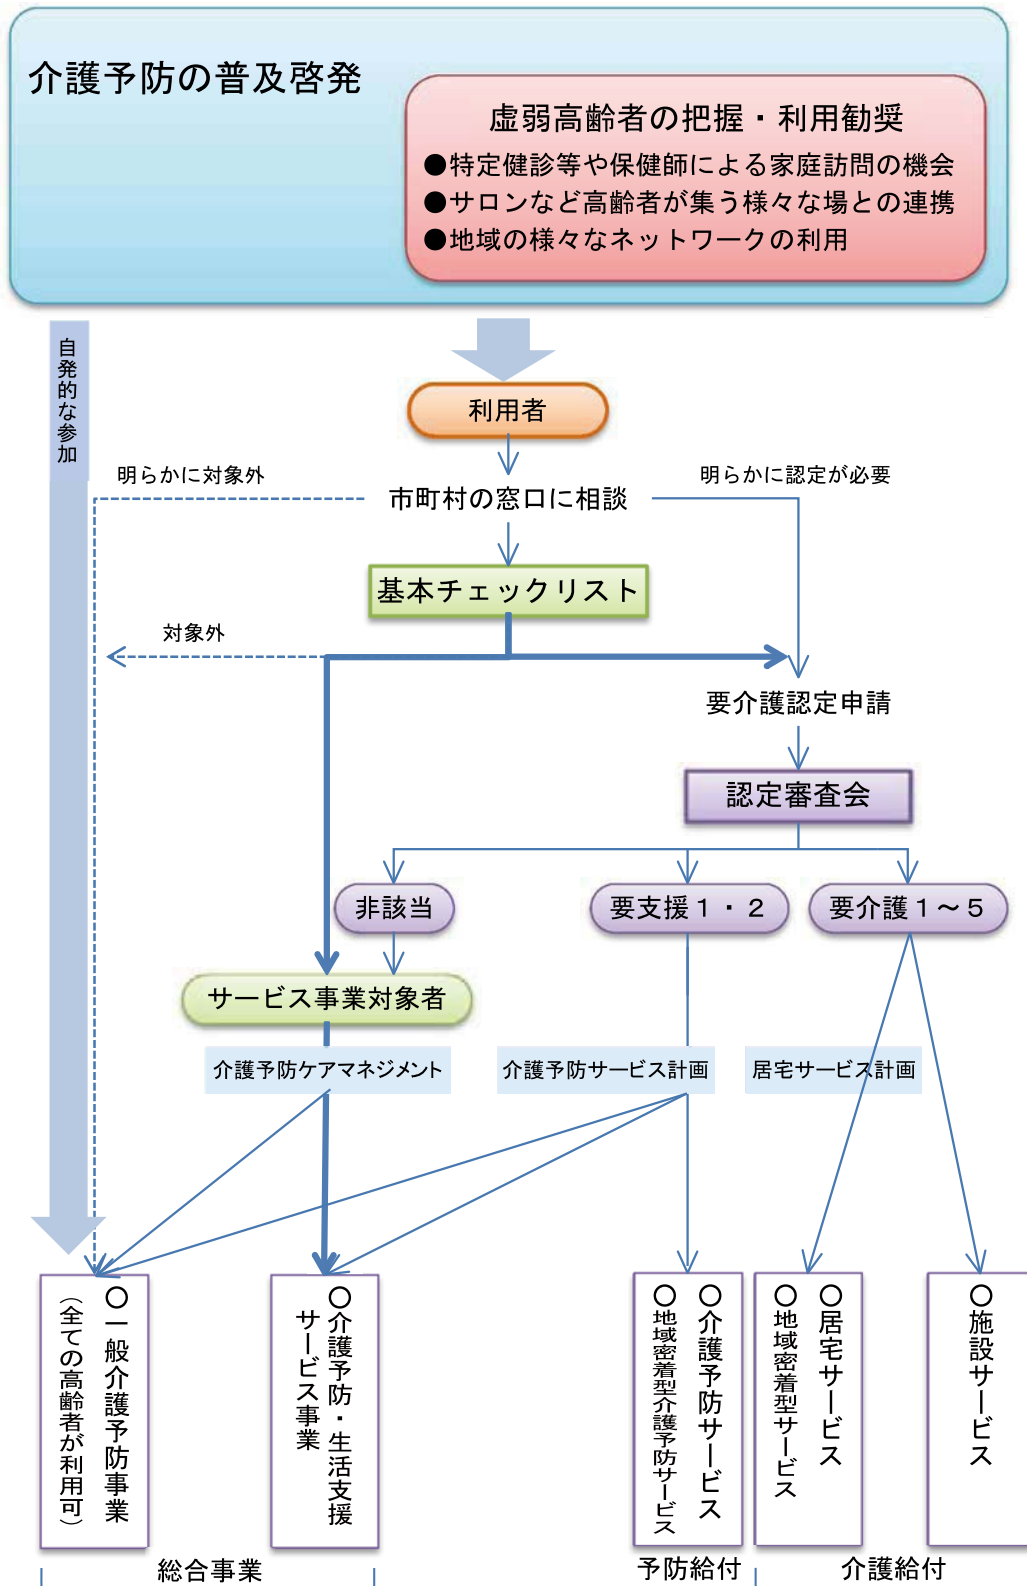 介護予防の普及啓発
虚弱高齢者の把握・利用勧奨
●特定健診等や保健師による家庭訪問の機会
●サロンなど高齢者が集う様々な場との連携
●地域の様々なネットワークの利用
自発的な参加
利用者
明らかに対象外
市町村の窓口に相談
明らかに認定が必要
基本チェックリスト
対象外
要介護認定申請
認定審査会
非該当
要支援1・2
要介護1～5
サービス事業対象者
介護予防ケアマネジメント
介護予防サービス計画
居宅サービス計画
○一般介護予防事業
（全ての高齢者が利用可）
○介護予防・生活支援
サービス事業
○介護予防サービス
○地域密着型介護予防サービス
○居宅サービス
○地域密着型サービス
○施設サービス
総合事業
予防給付
介護給付